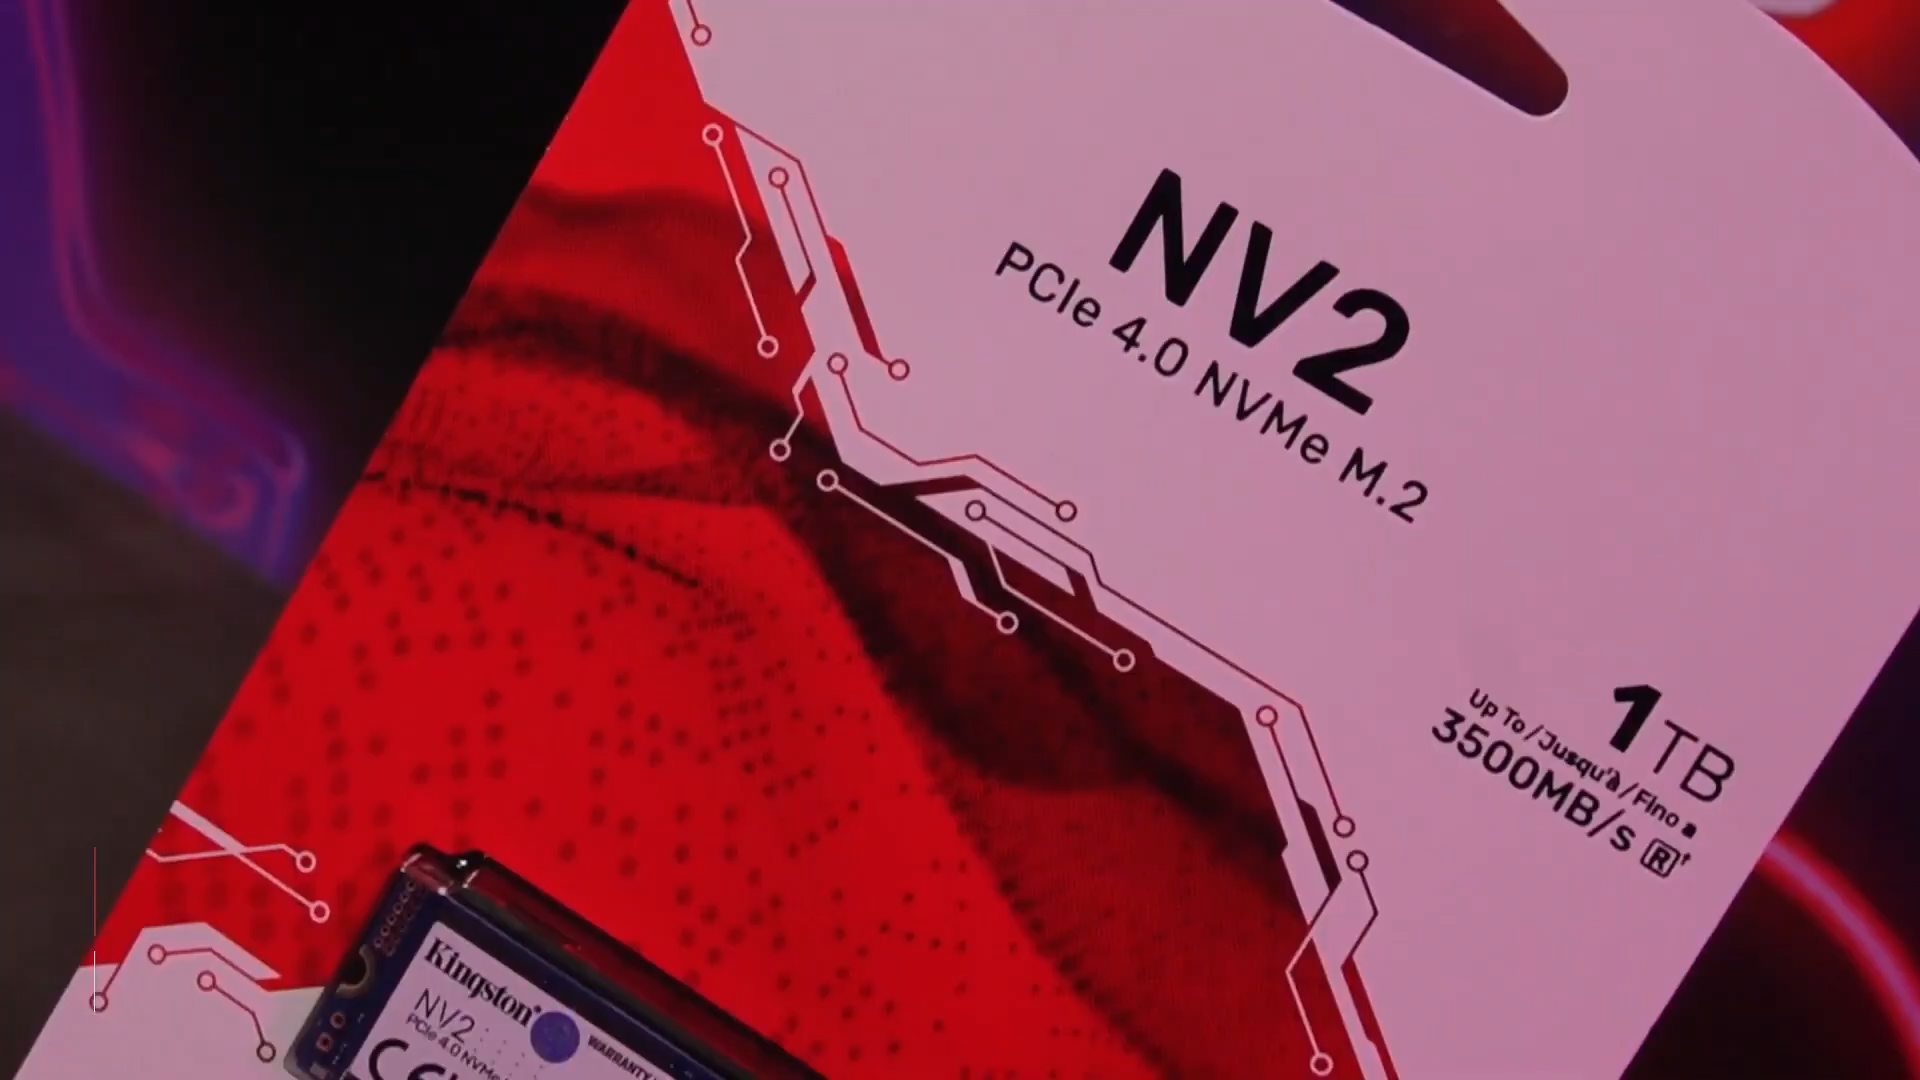 NV2
PCIe 4.0 NVMe M.2
1TB
Up To / Jusqu'à / Fino a
3500MB/s R†
Kingston
NV2
PCIe 4.0 NVMe
WARRANTY